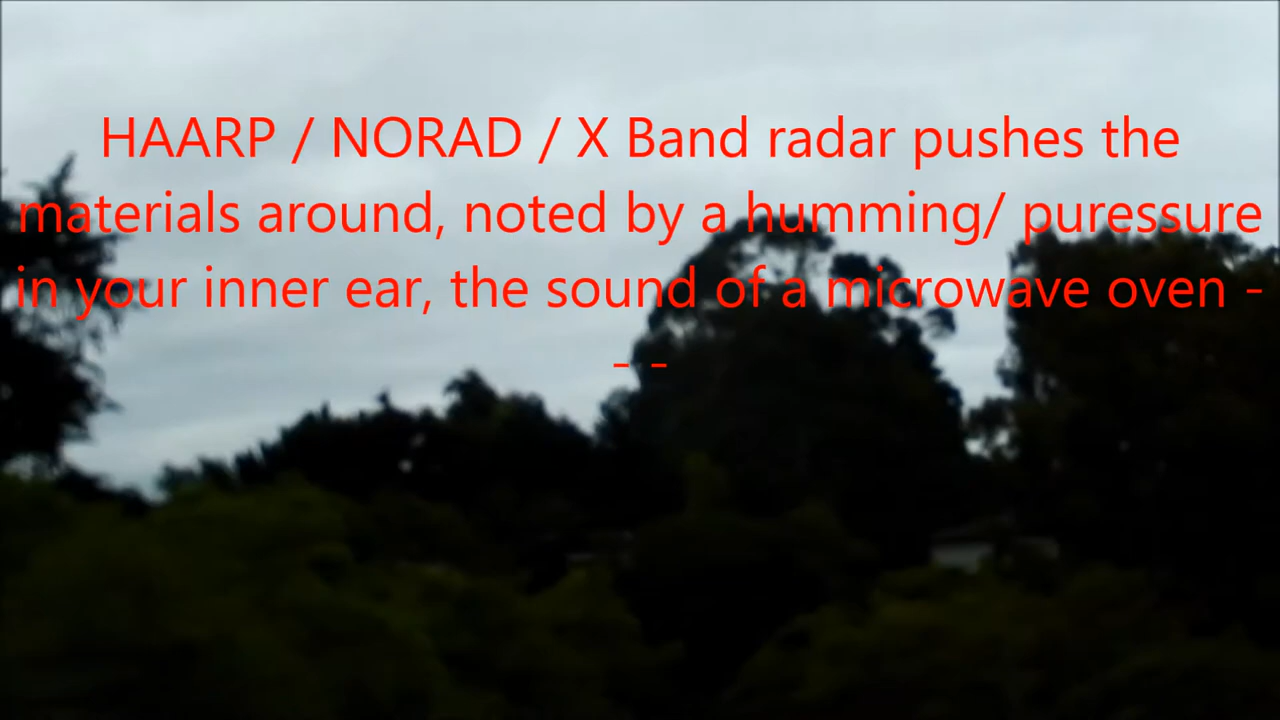 HAARP / NORAD / X Band radar pushes the
materials around, noted by a humming/ puressure
in your inner ear, the sound of a microwave oven -
- -